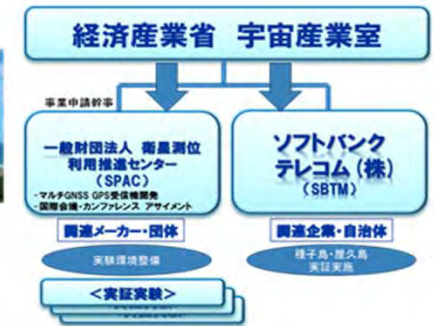 経済産業省 宇宙産業室
事業申請幹事
一般財団法人 衛星測位
利用推進センター
(SPAC)
-マルチGNSS GPS受信機開発
-国際会議・カンファレンス アサイメント
ソフトバンク
テレコム(株)
(SBTM)
関連メーカー・団体
実験環境整備
関連企業・自治体
種子島・屋久島
実証実施
<実証実験>